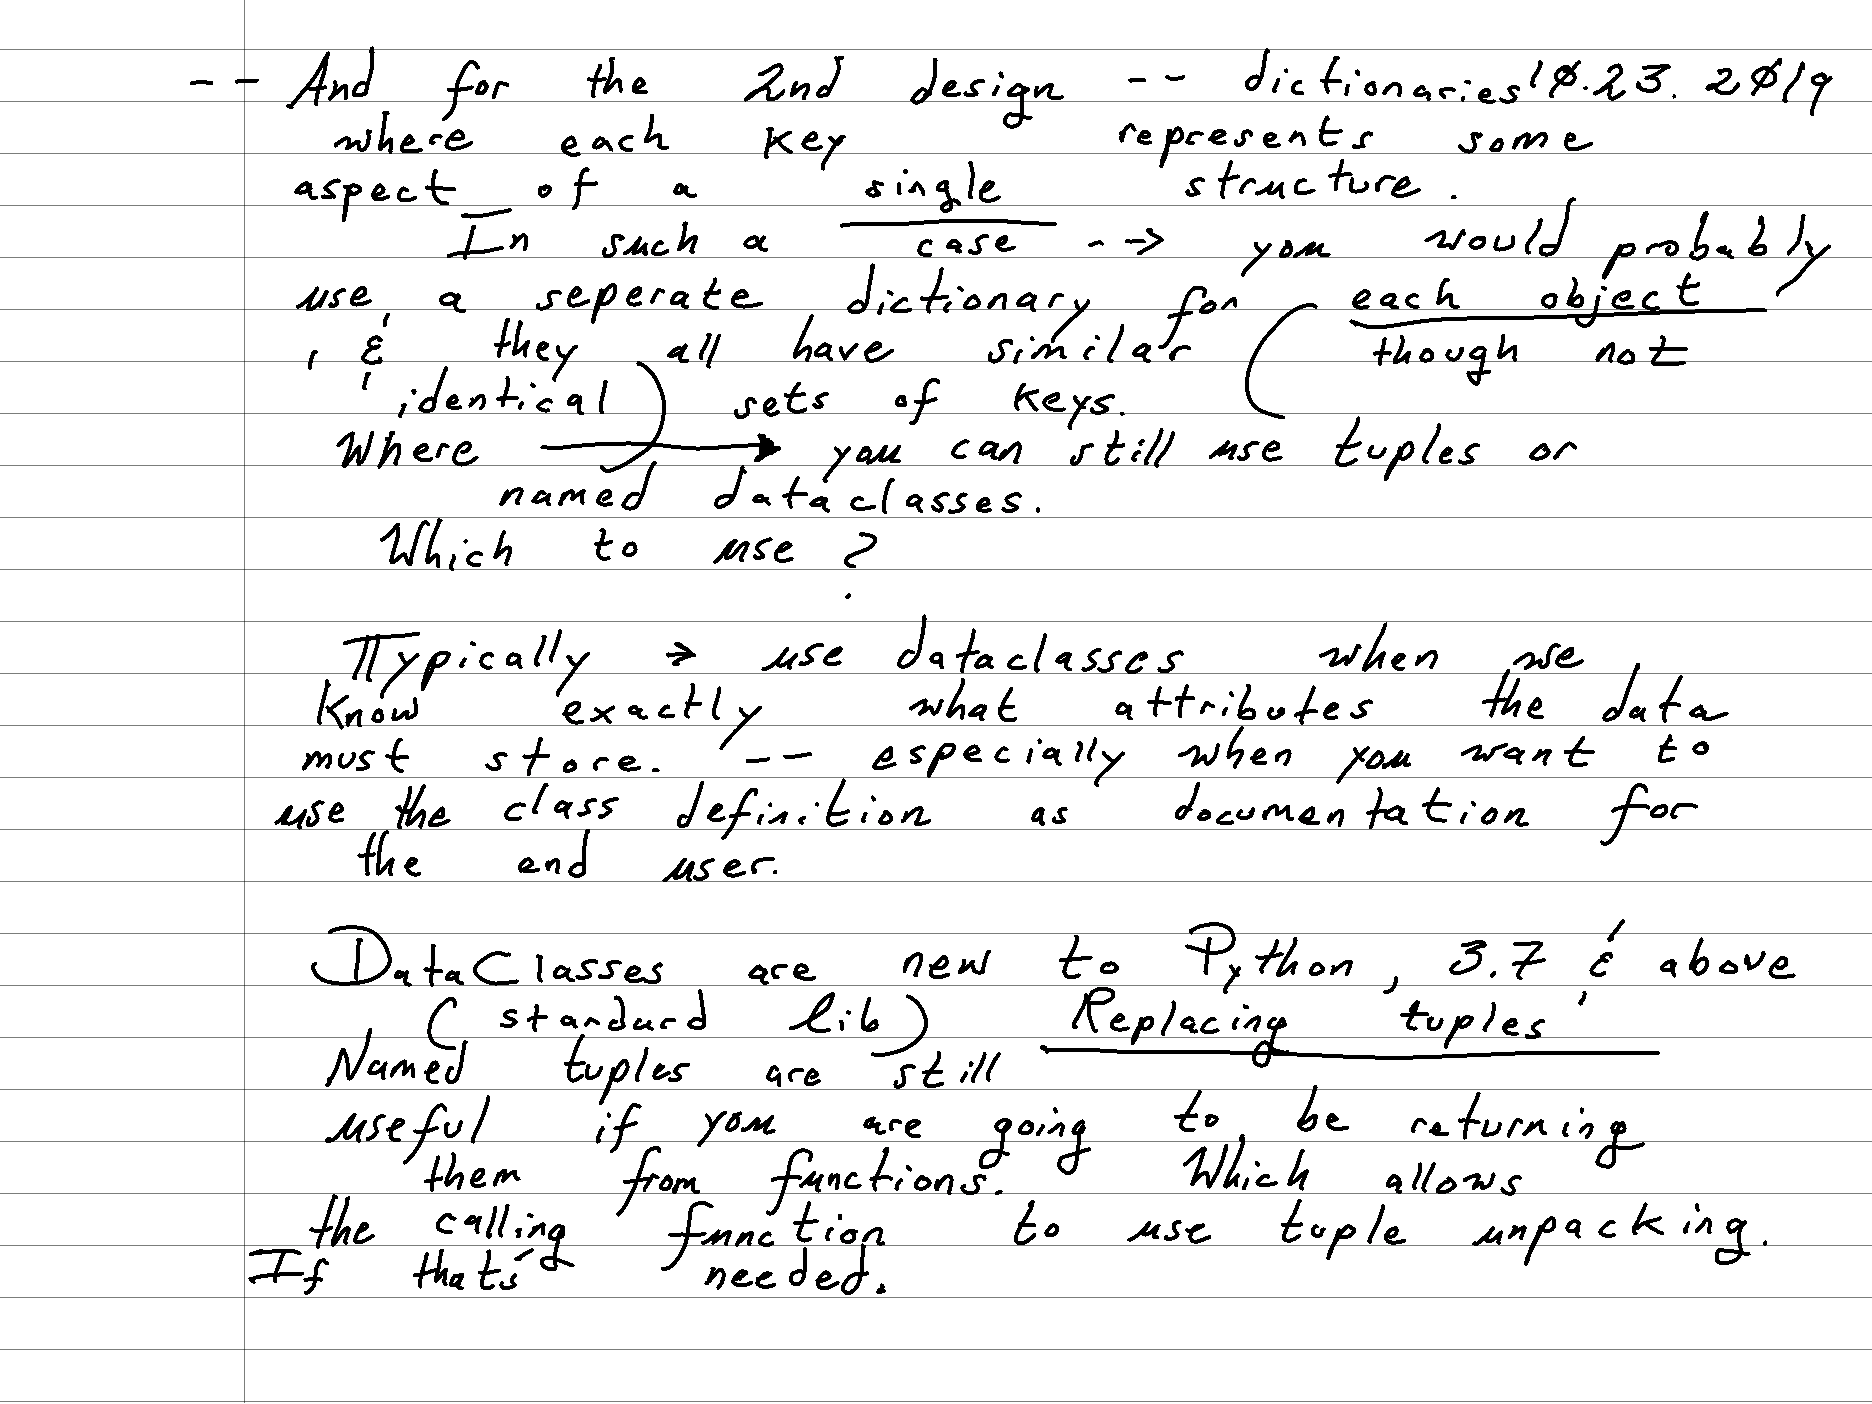 -- And for the 2nd design -- dictionaries 10.23.2019
where each key represents some
aspect of a single structure.
In such a case --> you would probably
use a seperate dictionary for each object
, & they all have similar (though not
identical) sets of keys.
Where → you can still use tuples or
named dataclasses.
Which to use?
Typically → use dataclasses when we
know exactly what attributes the data
must store. -- especially when you want to
use the class definition as documentation for
the end user.
DataClasses are new to Python, 3.7 & above
(standard lib) Replacing tuples
Named tuples are still
useful if you are going to be returning
them from functions. Which allows
the calling function to use tuple unpacking.
If that's needed.